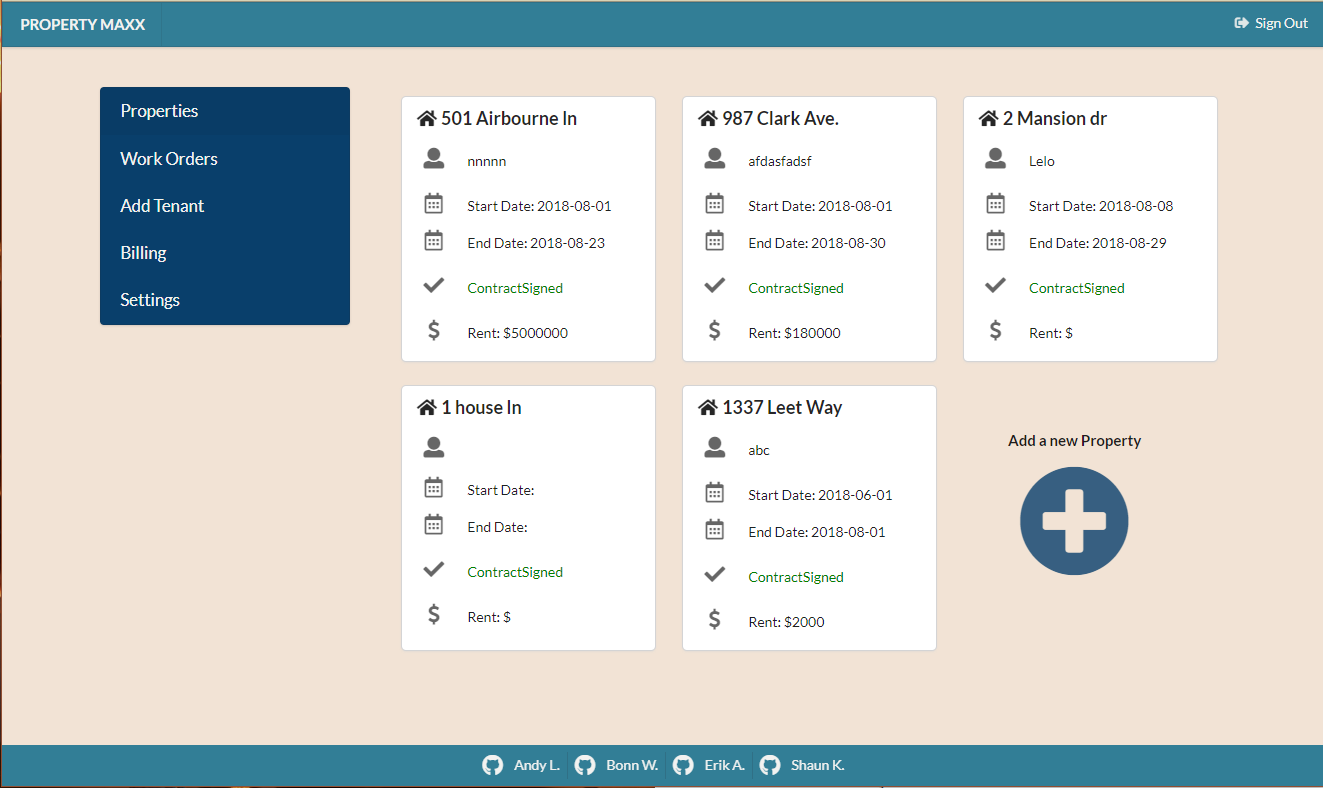 PROPERTY MAXX
Sign Out
Properties
Work Orders
Add Tenant
Billing
Settings
501 Airbourne ln
nnnnn
Start Date: 2018-08-01
End Date: 2018-08-23
ContractSigned
Rent: $5000000
987 Clark Ave.
afdasfadsf
Start Date: 2018-08-01
End Date: 2018-08-30
ContractSigned
Rent: $180000
2 Mansion dr
Lelo
Start Date: 2018-08-08
End Date: 2018-08-29
ContractSigned
Rent: $
1 house ln
Start Date:
End Date:
ContractSigned
Rent: $
1337 Leet Way
abc
Start Date: 2018-06-01
End Date: 2018-08-01
ContractSigned
Rent: $2000
Add a new Property
Andy L. Bonn W. Erik A. Shaun K.